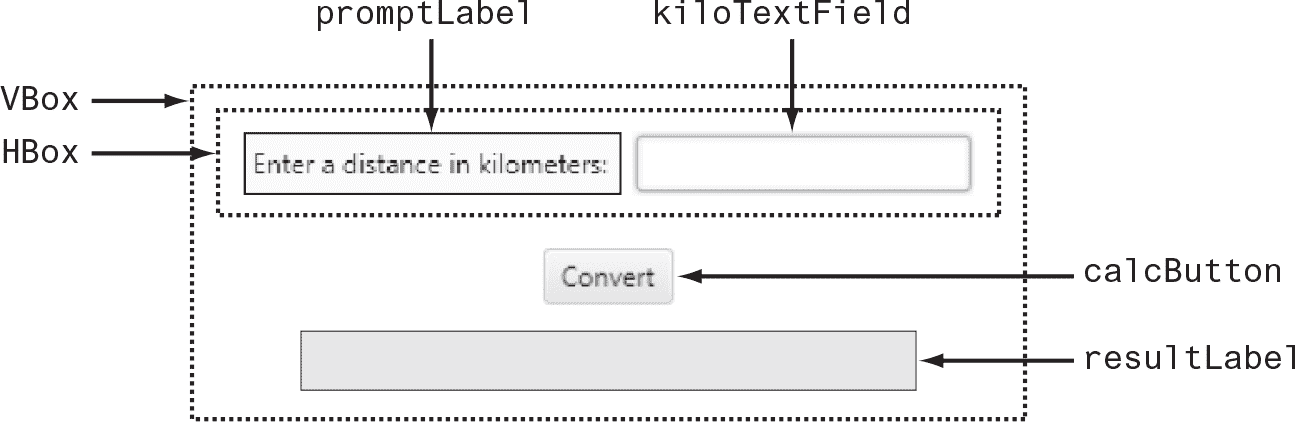 promptLabel kiloTextField
VBox
HBox
Enter a distance in kilometers:
Convert
calcButton
resultLabel